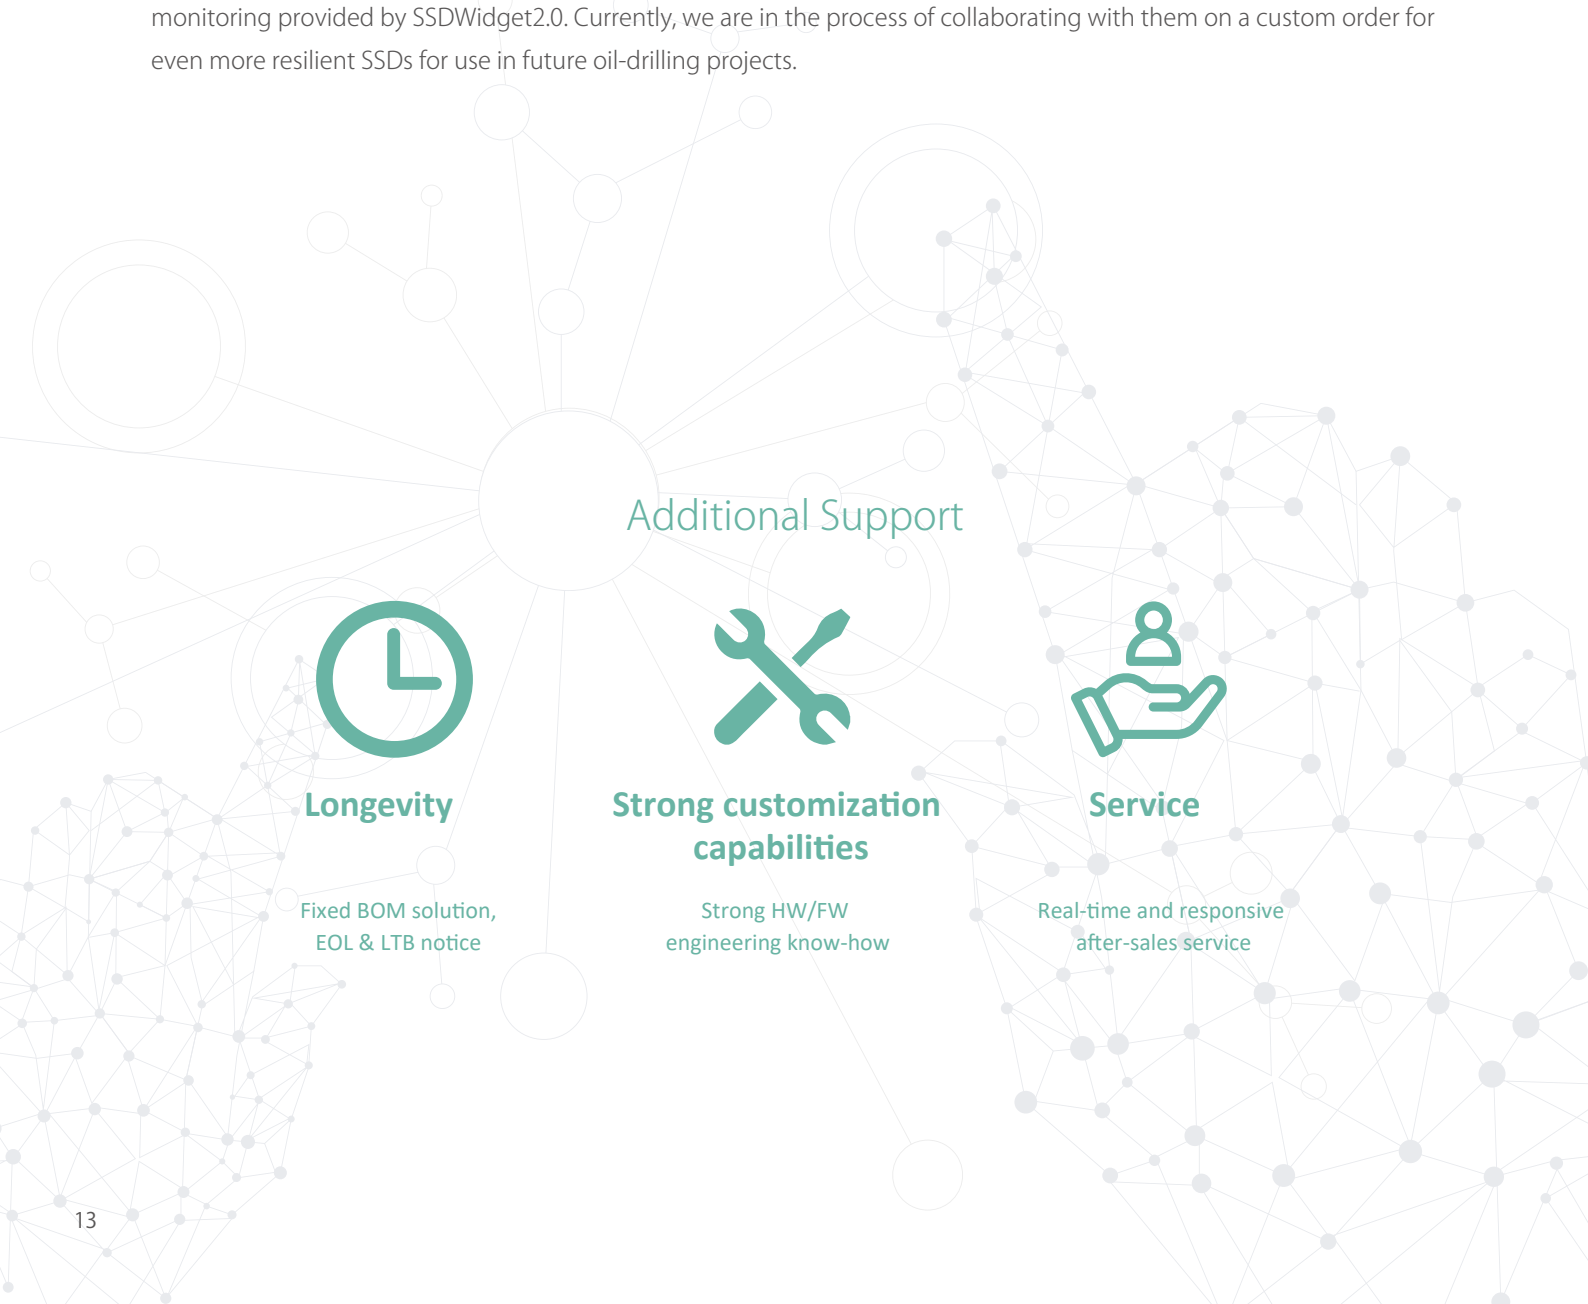 monitoring provided by SSDWidget2.0. Currently, we are in the process of collaborating with them on a custom order for
even more resilient SSDs for use in future oil-drilling projects.
Additional Support
Longevity
Fixed BOM solution,
EOL & LTB notice
Strong customization
capabilities
Strong HW/FW
engineering know-how
Service
Real-time and responsive
after-sales service
13